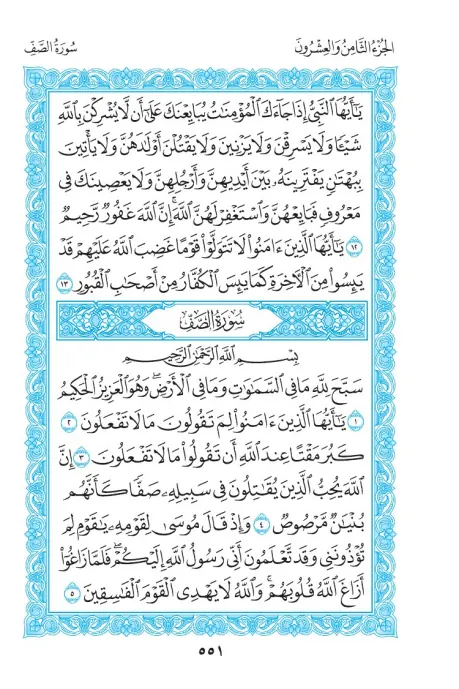 الجُزْءُ الثَّامِنُ وَالعِشْرُونَ سُورَةُ الصَّفِّ
يَٰٓأَيُّهَا ٱلنَّبِيُّ إِذَا جَآءَكَ ٱلْمُؤْمِنَٰتُ يُبَايِعْنَكَ عَلَىٰٓ أَن لَّا يُشْرِكْنَ بِٱللَّهِ
شَيْـًٔا وَلَا يَسْرِقْنَ وَلَا يَزْنِينَ وَلَا يَقْتُلْنَ أَوْلَٰدَهُنَّ وَلَا يَأْتِينَ
بِبُهْتَٰنٍ يَفْتَرِينَهُۥ بَيْنَ أَيْدِيهِنَّ وَأَرْجُلِهِنَّ وَلَا يَعْصِينَكَ فِي
مَعْرُوفٍ فَبَايِعْهُنَّ وَٱسْتَغْفِرْ لَهُنَّ ٱللَّهَ إِنَّ ٱللَّهَ غَفُورٌ رَّحِيمٌ
١٢ يَٰٓأَيُّهَا ٱلَّذِينَ ءَامَنُوا۟ لَا تَتَوَلَّوْا۟ قَوْمًا غَضِبَ ٱللَّهُ عَلَيْهِمْ قَدْ
يَئِسُوا۟ مِنَ ٱلْءَاخِرَةِ كَمَا يَئِسَ ٱلْكُفَّارُ مِنْ أَصْحَٰبِ ٱلْقُبُورِ ١٣
سُورَةُ الصَّفِّ
بِسْمِ ٱللَّهِ ٱلرَّحْمَٰنِ ٱلرَّحِيمِ
سَبَّحَ لِلَّهِ مَا فِي ٱلسَّمَٰوَٰتِ وَمَا فِي ٱلْأَرْضِ ۖ وَهُوَ ٱلْعَزِيزُ ٱلْحَكِيمُ
١ يَٰٓأَيُّهَا ٱلَّذِينَ ءَامَنُوا۟ لِمَ تَقُولُونَ مَا لَا تَفْعَلُونَ ٢
كَبُرَ مَقْتًا عِندَ ٱللَّهِ أَن تَقُولُوا۟ مَا لَا تَفْعَلُونَ ٣ إِنَّ
ٱللَّهَ يُحِبُّ ٱلَّذِينَ يُقَٰتِلُونَ فِي سَبِيلِهِۦ صَفًّا كَأَنَّهُم
بُنْيَٰنٌ مَّرْصُوصٌ ٤ وَإِذْ قَالَ مُوسَىٰ لِقَوْمِهِۦ يَٰقَوْمِ لِمَ
تُؤْذُونَنِي وَقَد تَّعْلَمُونَ أَنِّي رَسُولُ ٱللَّهِ إِلَيْكُمْ ۖ فَلَمَّا زَاغُوٓا۟
أَزَاغَ ٱللَّهُ قُلُوبَهُمْ ۚ وَٱللَّهُ لَا يَهْدِي ٱلْقَوْمَ ٱلْفَٰسِقِينَ ٥
٥٥١